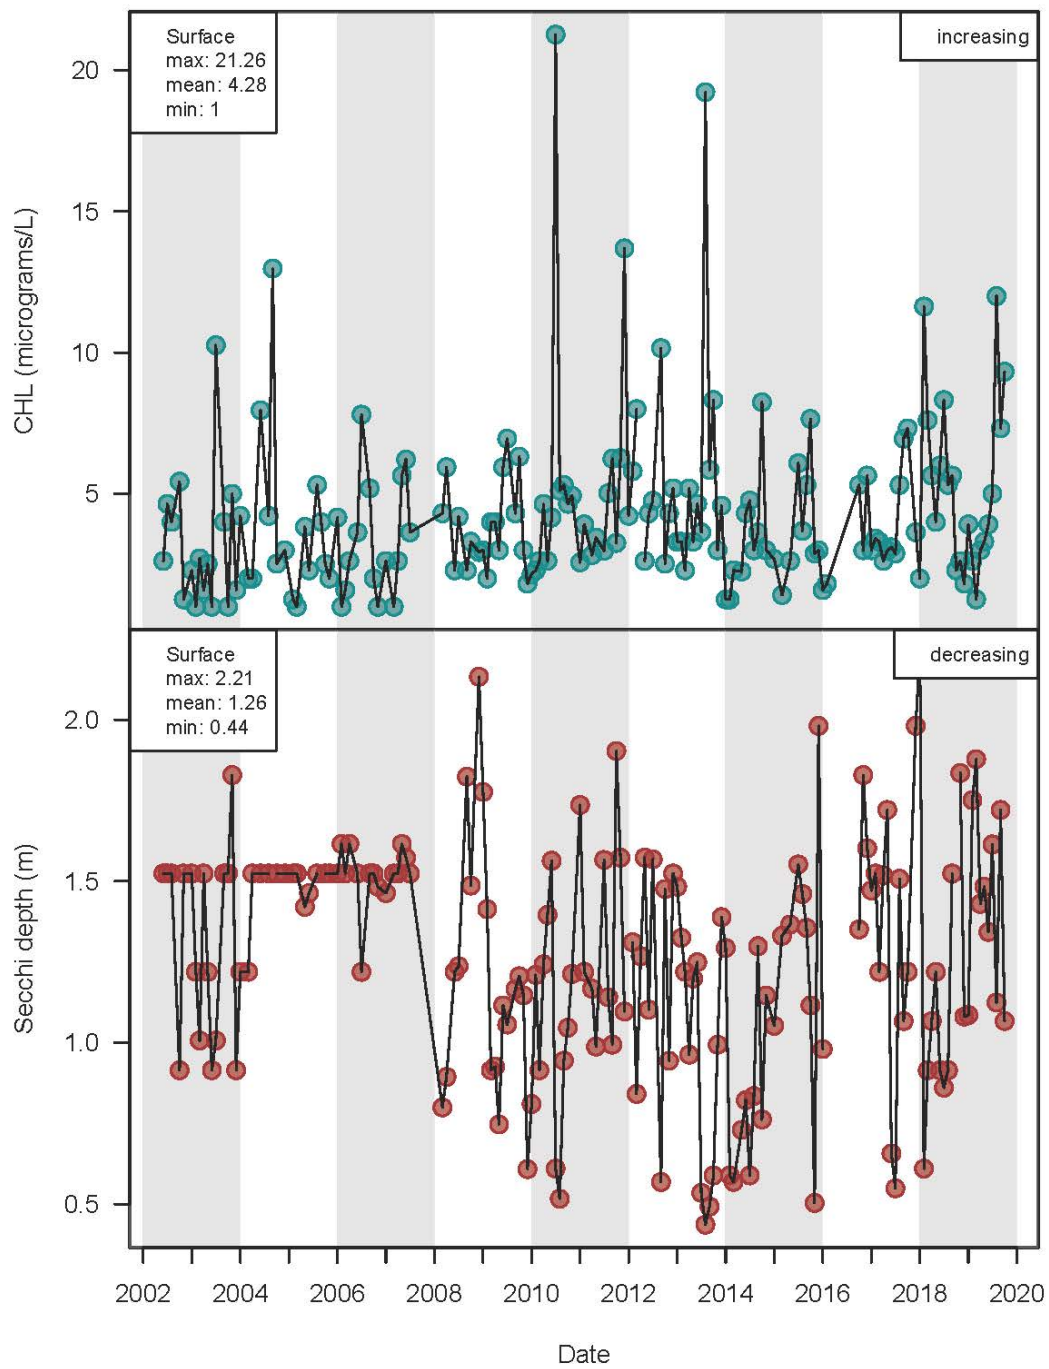 Surface
max: 21.26
mean: 4.28
min: 1
increasing
20
15
10
5
CHL (micrograms/L)
Surface
max: 2.21
mean: 1.26
min: 0.44
decreasing
2.0
1.5
1.0
0.5
Secchi depth (m)
2002 2004 2006 2008 2010 2012 2014 2016 2018 2020
Date